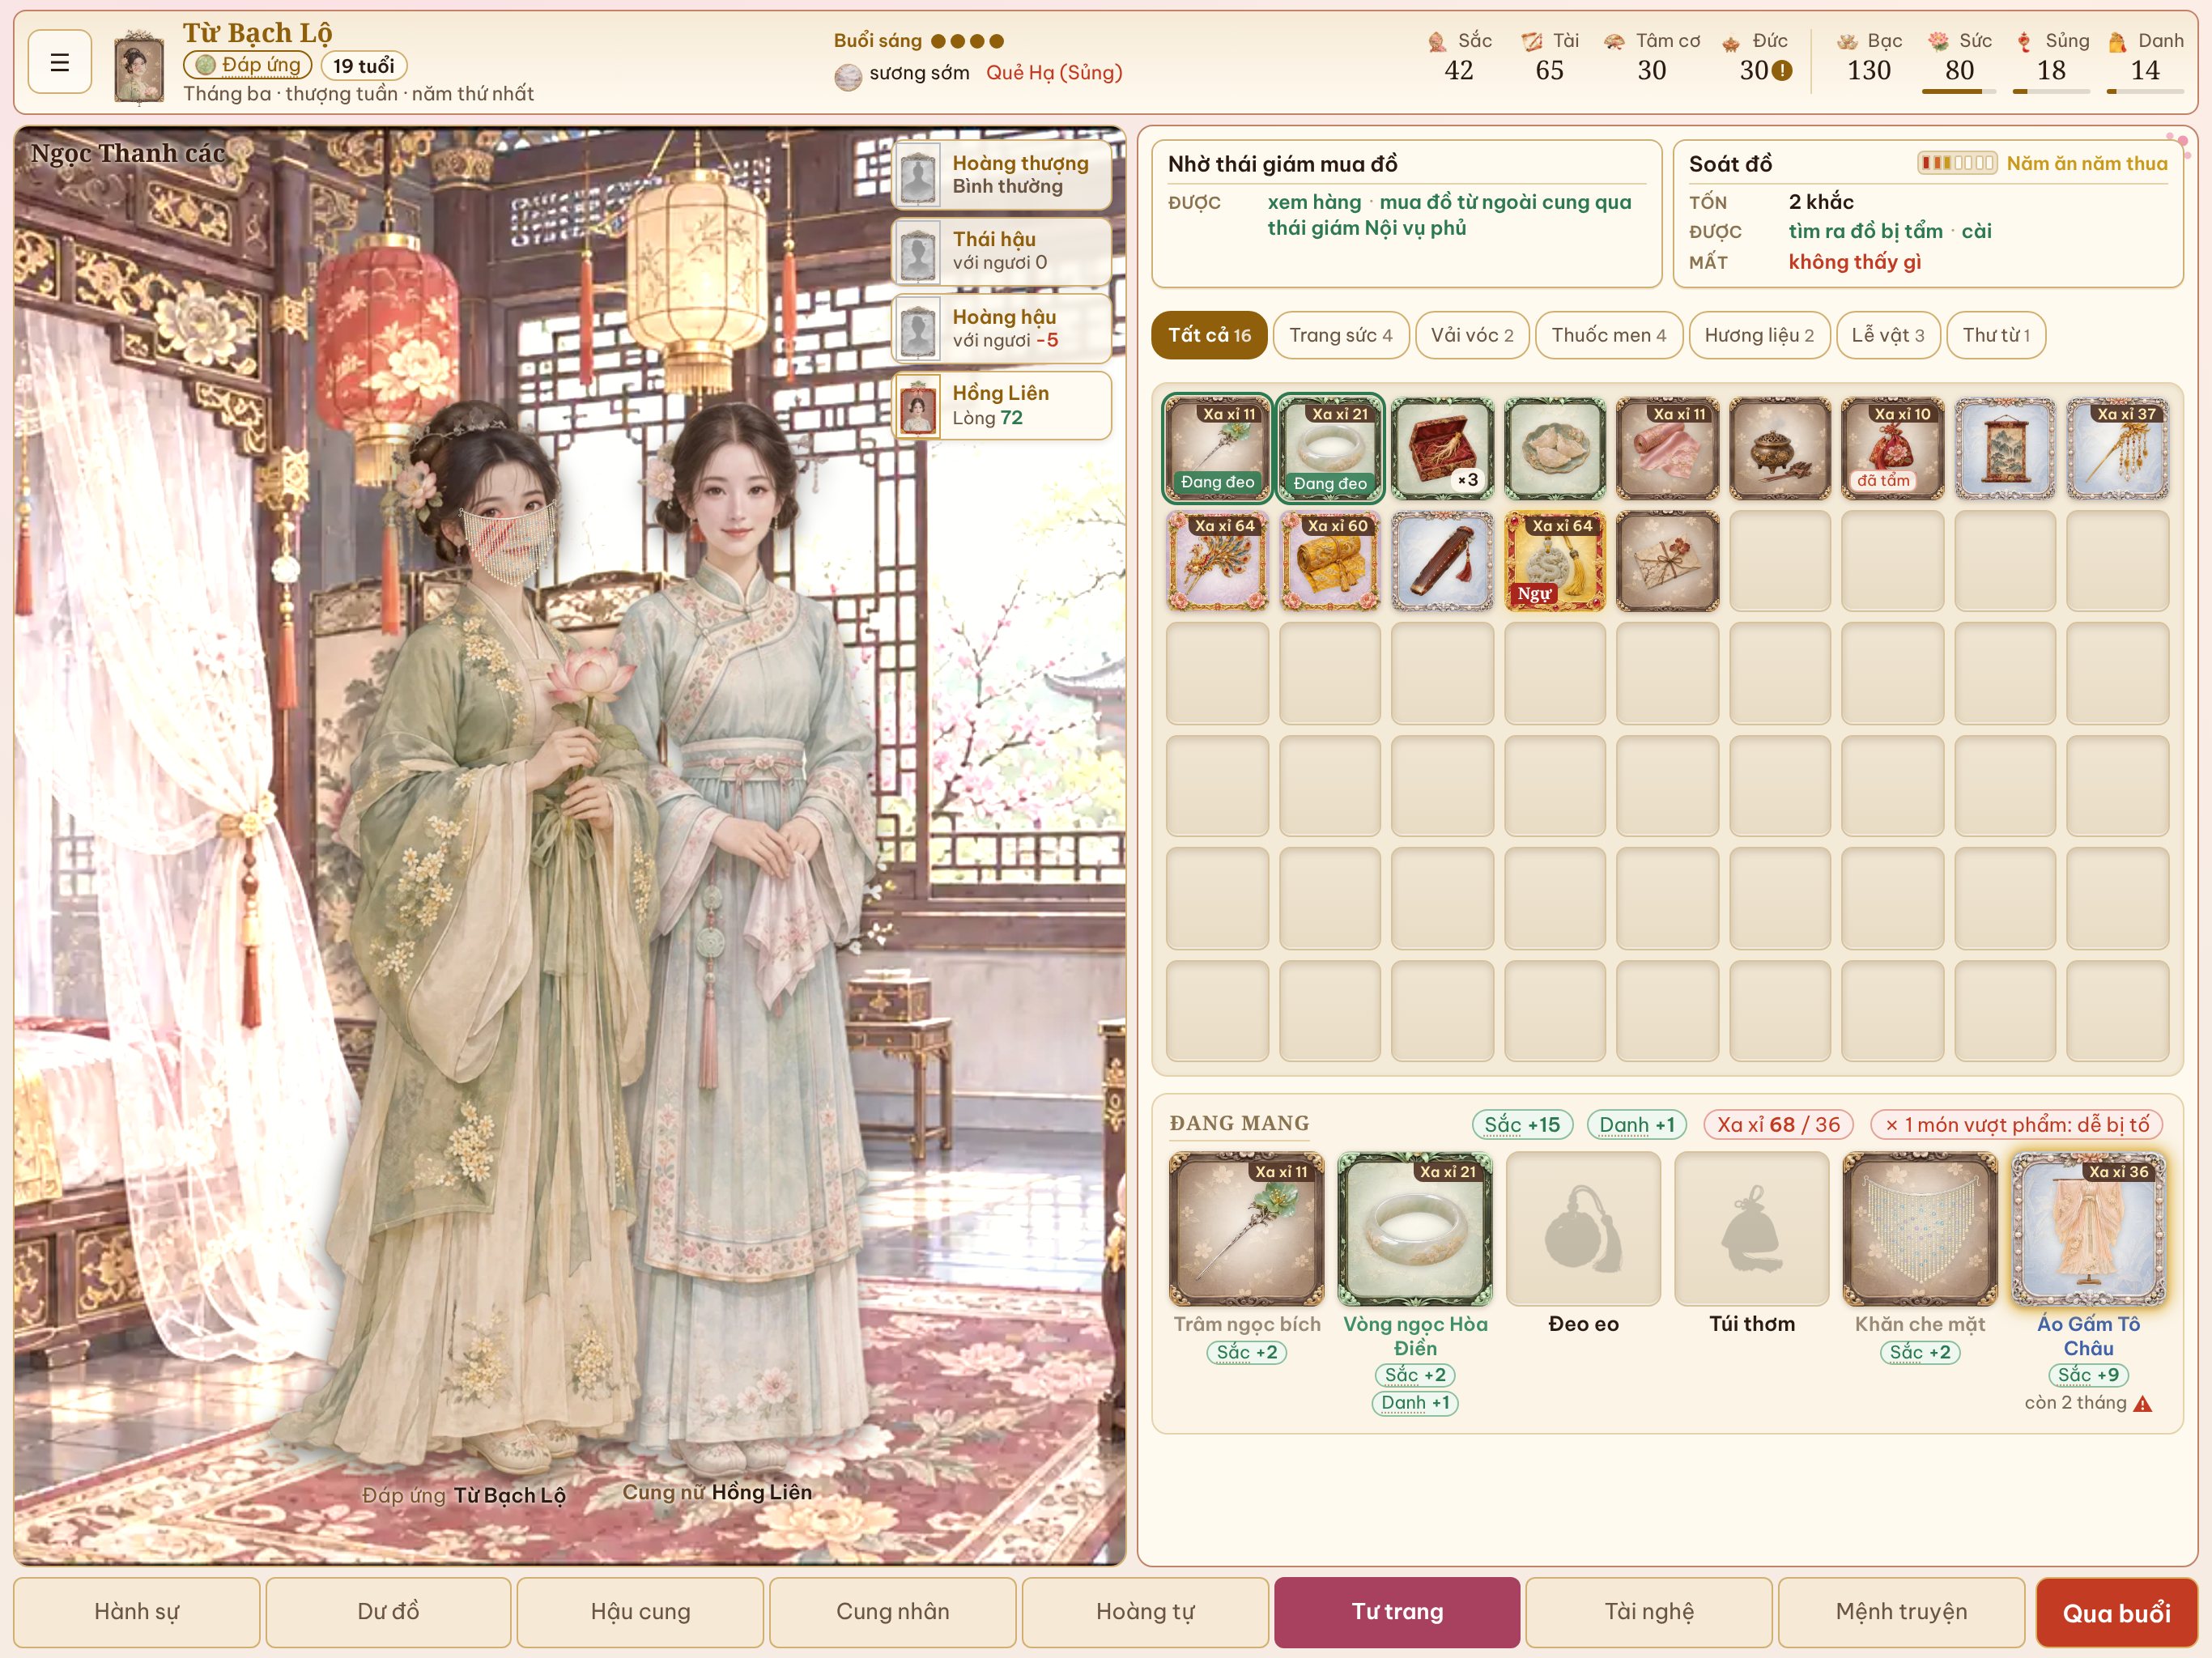 ☰
Từ Bạch Lộ
Đáp ứng 19 tuổi
Tháng ba · thượng tuần · năm thứ nhất
Buổi sáng
sương sớm Quẻ Hạ (Sủng)
Sắc Tài Tâm cơ Đức Bạc Sức Sủng Danh
42 65 30 30 ! 130 80 18 14
Ngọc Thanh các
Hoàng thượng
Bình thường
Thái hậu
với ngươi 0
Hoàng hậu
với ngươi -5
Hồng Liên
Lòng 72
Đáp ứng Từ Bạch Lộ
Cung nữ Hồng Liên
Nhờ thái giám mua đồ
ĐƯỢC xem hàng · mua đồ từ ngoài cung qua
thái giám Nội vụ phủ
Soát đồ Năm ăn năm thua
TỐN 2 khắc
ĐƯỢC tìm ra đồ bị tẩm · cài
MẤT không thấy gì
Tất cả 16 Trang sức 4 Vải vóc 2 Thuốc men 4 Hương liệu 2 Lễ vật 3 Thư từ 1
Xa xỉ 11 Xa xỉ 21 Xa xỉ 11 Xa xỉ 10 Xa xỉ 37
Đang đeo Đang đeo ×3 đã tẩm
Xa xỉ 64 Xa xỉ 60 Xa xỉ 64
Ngự
ĐANG MANG Sắc +15 Danh +1 Xa xỉ 68 / 36 × 1 món vượt phẩm: dễ bị tố
Xa xỉ 11 Xa xỉ 21 Xa xỉ 36
Trâm ngọc bích
Sắc +2
Vòng ngọc Hòa
Điền
Sắc +2
Danh +1
Đeo eo
Túi thơm
Khăn che mặt
Sắc +2
Áo Gấm Tô
Châu
Sắc +9
còn 2 tháng
Hành sự Dư đồ Hậu cung Cung nhân Hoàng tự Tư trang Tài nghệ Mệnh truyện Qua buổi